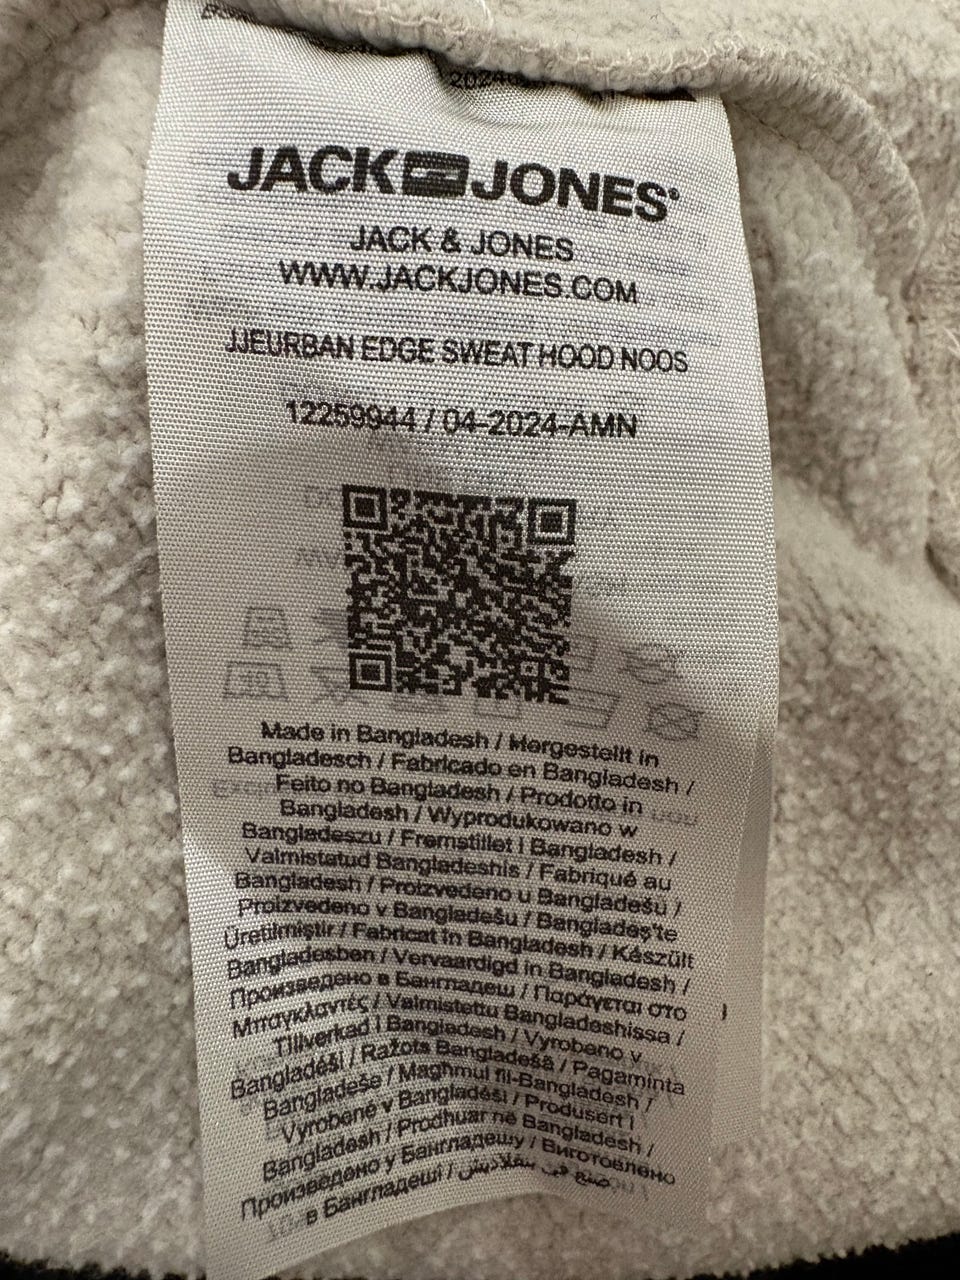 JACK JONES®
JACK & JONES
WWW.JACKJONES.COM
JJEURBAN EDGE SWEAT HOOD NOOS
12259944 / 04-2024-AMN
Made in Bangladesh / Hergestellt in
Bangladesch / Fabricado en Bangladesh /
Feito no Bangladesh / Prodotto in
Bangladesh / Wyprodukowano w
Bangladeszu / Fremstillet i Bangladesh /
Valmistatud Bangladeshis / Fabriqué au
Bangladesh / Proizvedeno u Bangladešu /
Proizvedeno v Bangladešu / Bangladeş'te
Üretilmiştir / Fabricat în Bangladesh / Készült
Bangladesben / Vervaardigd in Bangladesh /
Произведено в Бангладеш / Παράγεται στο
Μπαγκλαντές / Valmistettu Bangladeshissa /
Tillverkad i Bangladesh / Vyrobeno v
Bangladéši / Ražots Bangladešā / Pagaminta
Bangladeše / Magħmul fil-Bangladesh /
Vyrobené v Bangladéši / Produsert i
Bangladesh / Prodhuar në Bangladesh /
Произведено у Бангладешу / Виготовлено
в Бангладеші / صنع في بنغلاديش